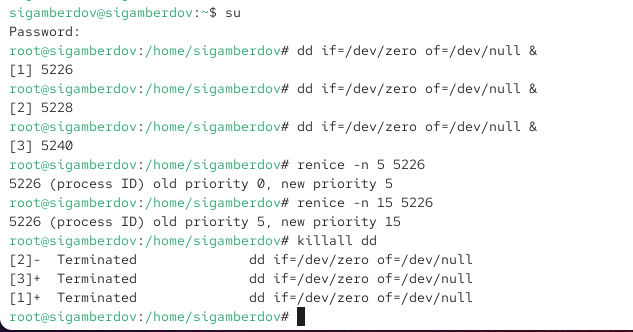 sigamberdov@sigamberdov:~$ su
Password:
root@sigamberdov:/home/sigamberdov# dd if=/dev/zero of=/dev/null &
[1] 5226
root@sigamberdov:/home/sigamberdov# dd if=/dev/zero of=/dev/null &
[2] 5228
root@sigamberdov:/home/sigamberdov# dd if=/dev/zero of=/dev/null &
[3] 5240
root@sigamberdov:/home/sigamberdov# renice -n 5 5226
5226 (process ID) old priority 0, new priority 5
root@sigamberdov:/home/sigamberdov# renice -n 15 5226
5226 (process ID) old priority 5, new priority 15
root@sigamberdov:/home/sigamberdov# killall dd
[2]-  Terminated              dd if=/dev/zero of=/dev/null
[3]+  Terminated              dd if=/dev/zero of=/dev/null
[1]+  Terminated              dd if=/dev/zero of=/dev/null
root@sigamberdov:/home/sigamberdov#